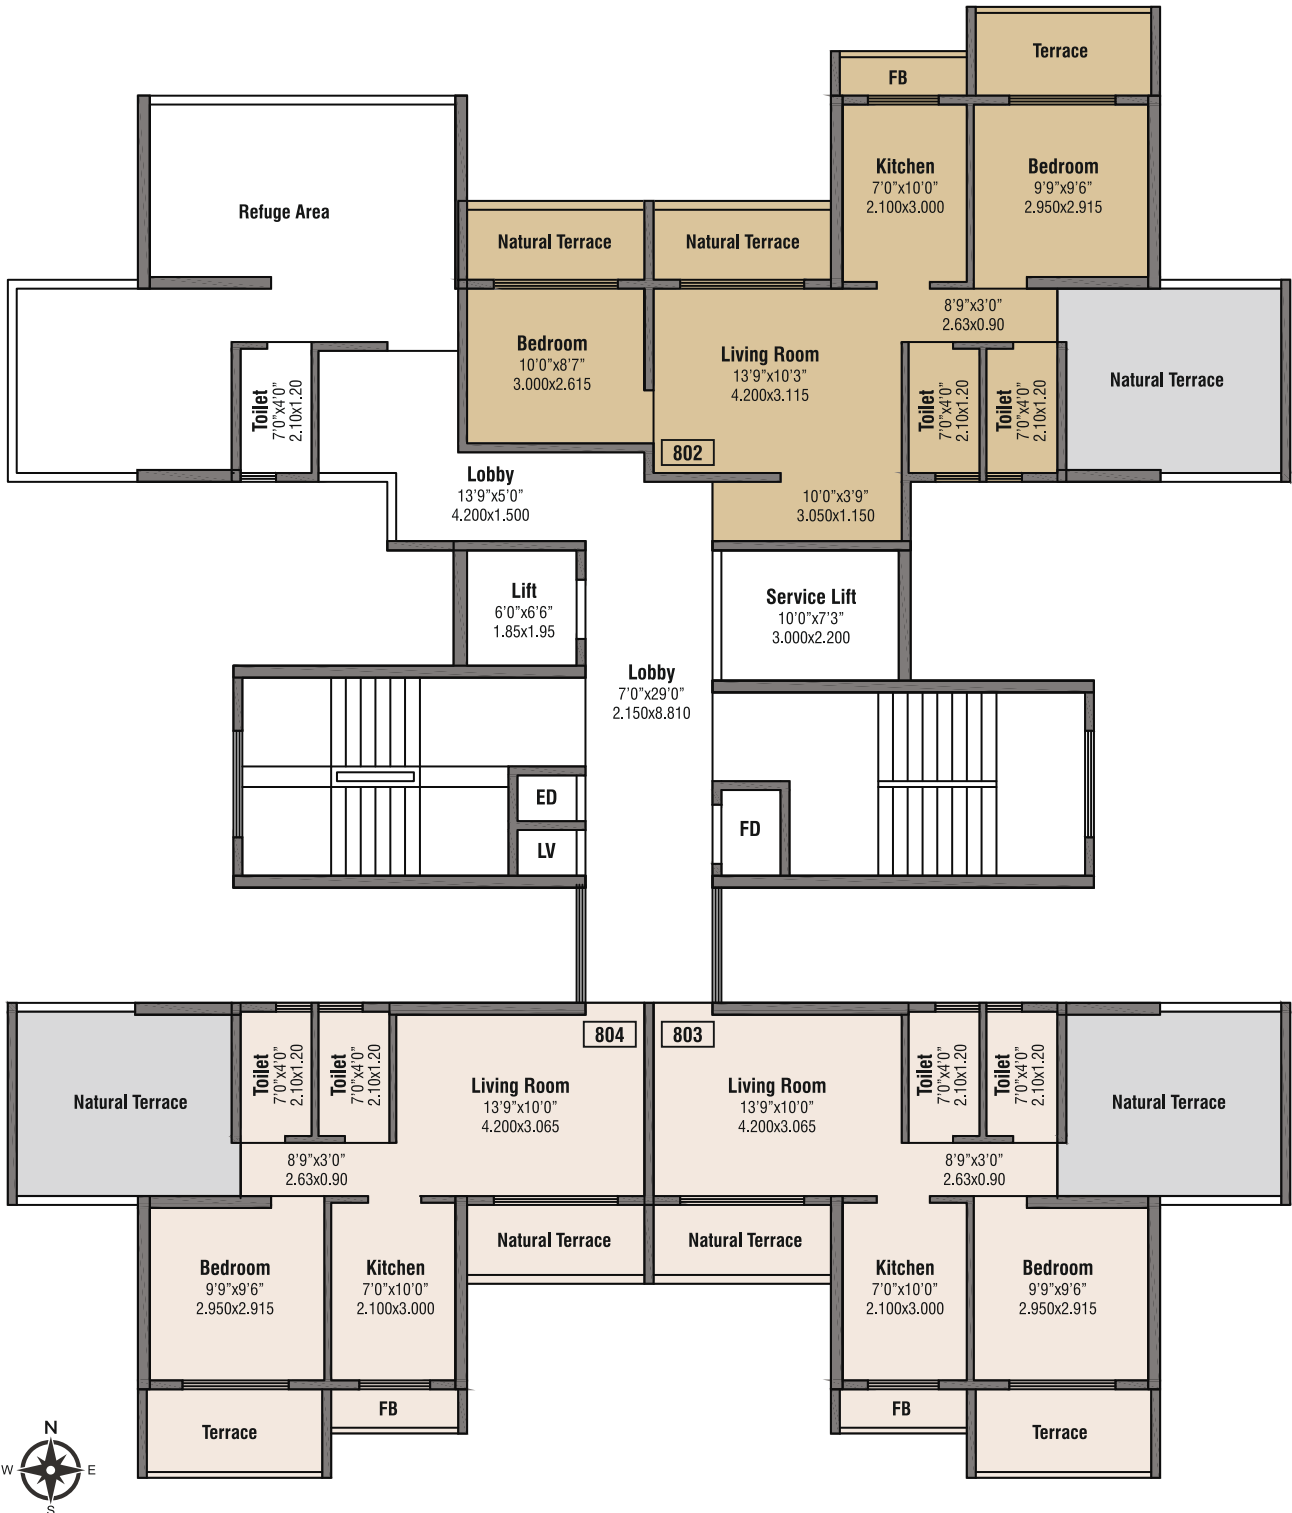 Terrace
FB
Kitchen
7'0"x10'0"
2.100x3.000
Bedroom
9'9"x9'6"
2.950x2.915
Refuge Area
Natural Terrace
Natural Terrace
8'9"x3'0"
2.63x0.90
Bedroom
10'0"x8'7"
3.000x2.615
Living Room
13'9"x10'3"
4.200x3.115
Natural Terrace
Toilet
7'0"x4'0"
2.10x1.20
Toilet
7'0"x4'0"
2.10x1.20
Toilet
7'0"x4'0"
2.10x1.20
802
Lobby
13'9"x5'0"
4.200x1.500
10'0"x3'9"
3.050x1.150
Lift
6'0"x6'6"
1.85x1.95
Service Lift
10'0"x7'3"
3.000x2.200
Lobby
7'0"x29'0"
2.150x8.810
ED
LV
FD
804
803
Toilet
7'0"x4'0"
2.10x1.20
Toilet
7'0"x4'0"
2.10x1.20
Living Room
13'9"x10'0"
4.200x3.065
Living Room
13'9"x10'0"
4.200x3.065
Toilet
7'0"x4'0"
2.10x1.20
Toilet
7'0"x4'0"
2.10x1.20
Natural Terrace
Natural Terrace
8'9"x3'0"
2.63x0.90
8'9"x3'0"
2.63x0.90
Natural Terrace
Natural Terrace
Bedroom
9'9"x9'6"
2.950x2.915
Kitchen
7'0"x10'0"
2.100x3.000
Kitchen
7'0"x10'0"
2.100x3.000
Bedroom
9'9"x9'6"
2.950x2.915
FB
FB
Terrace
Terrace
N
W
E
S